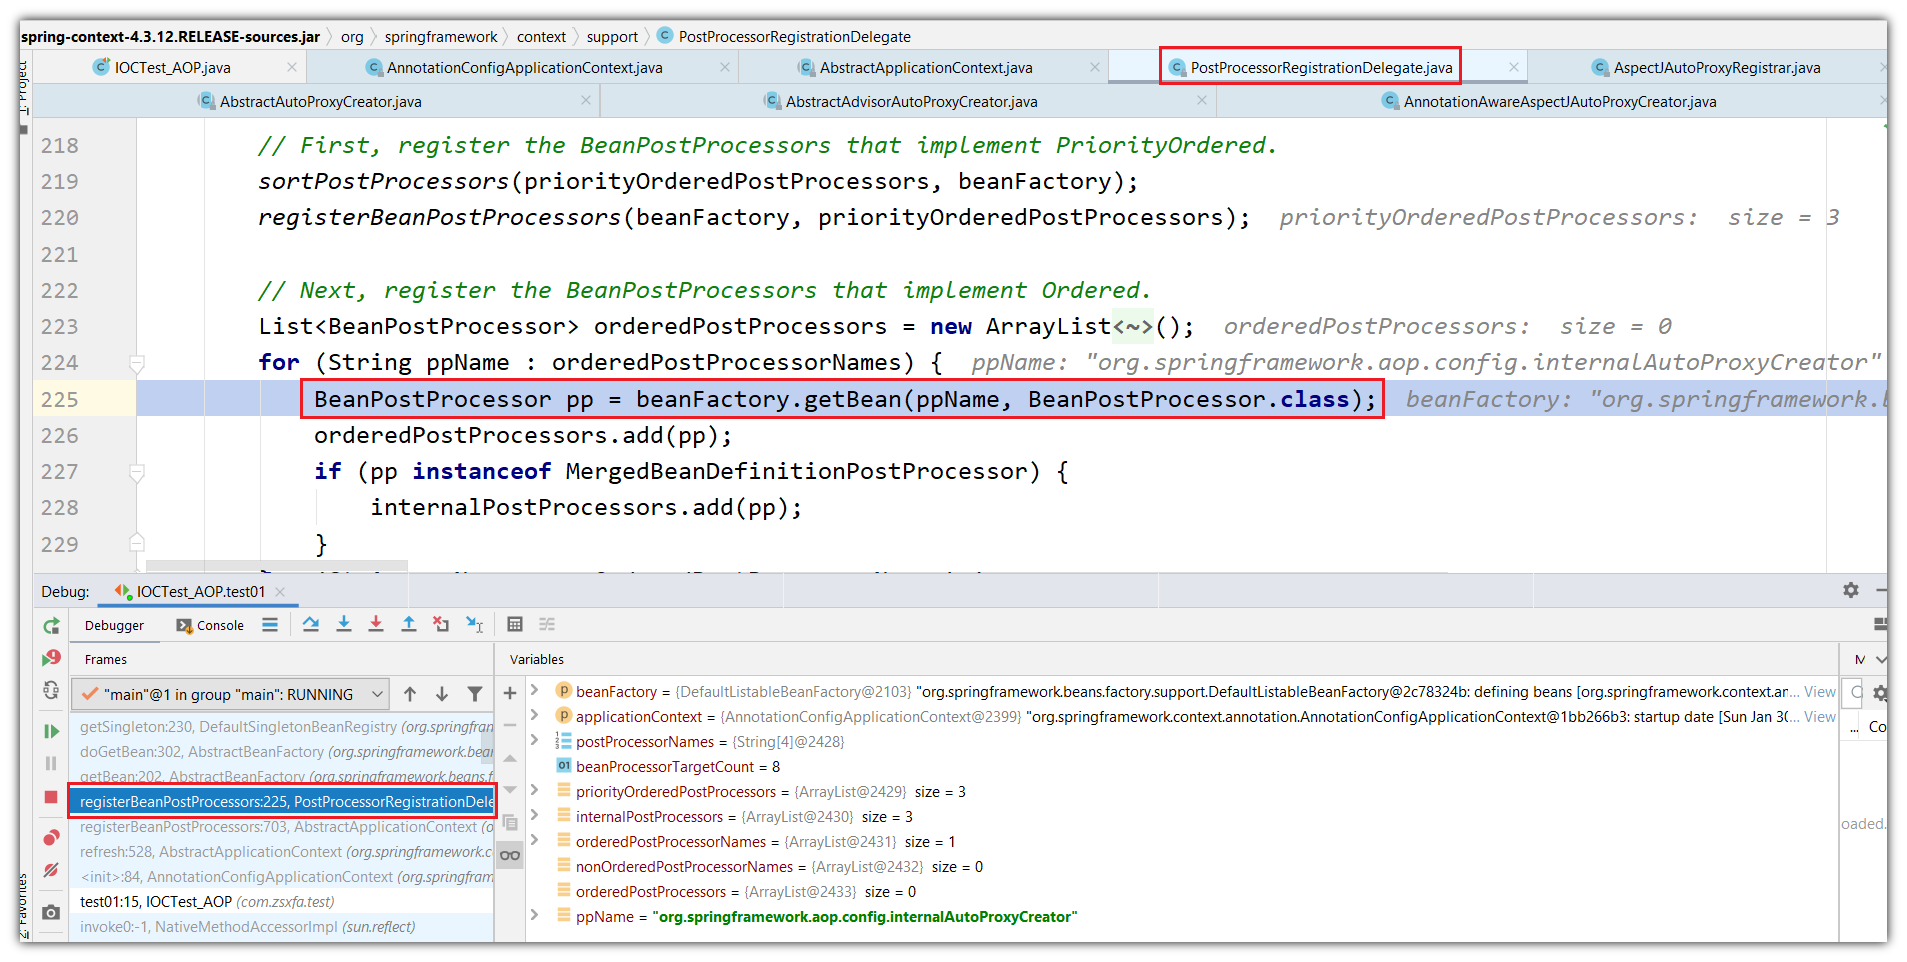 spring-context-4.3.12.RELEASE-sources.jar org springframework context support PostProcessorRegistrationDelegate
IOCTest_AOP.java AnnotationConfigApplicationContext.java AbstractApplicationContext.java PostProcessorRegistrationDelegate.java AspectJAutoProxyRegistrar.java
AbstractAutoProxyCreator.java AbstractAdvisorAutoProxyCreator.java AnnotationAwareAspectJAutoProxyCreator.java
1: Project
218 // First, register the BeanPostProcessors that implement PriorityOrdered.
219 sortPostProcessors(priorityOrderedPostProcessors, beanFactory);
220 registerBeanPostProcessors(beanFactory, priorityOrderedPostProcessors); priorityOrderedPostProcessors: size = 3
221
222 // Next, register the BeanPostProcessors that implement Ordered.
223 List<BeanPostProcessor> orderedPostProcessors = new ArrayList<~>(); orderedPostProcessors: size = 0
224 for (String ppName : orderedPostProcessorNames) { ppName: "org.springframework.aop.config.internalAutoProxyCreator"
225 BeanPostProcessor pp = beanFactory.getBean(ppName, BeanPostProcessor.class); beanFactory: "org.springframework.b
226 orderedPostProcessors.add(pp);
227 if (pp instanceof MergedBeanDefinitionPostProcessor) {
228 internalPostProcessors.add(pp);
229 }
Debug: IOCTest_AOP.test01
Debugger Console
Frames
Variables
M
"main"@1 in group "main": RUNNING
getSingleton:230, DefaultSingletonBeanRegistry (org.springfran
doGetBean:302, AbstractBeanFactory (org.springframework.bea
getBean:202, AbstractBeanFactory (org.springframework.beans.f
registerBeanPostProcessors:225, PostProcessorRegistrationDele
registerBeanPostProcessors:703, AbstractApplicationContext (o
refresh:528, AbstractApplicationContext (org.springframework.c
<init>:84, AnnotationConfigApplicationContext (org.springfram
test01:15, IOCTest_AOP (com.zsxfa.test)
invoke0:-1, NativeMethodAccessorImpl (sun.reflect)
beanFactory = {DefaultListableBeanFactory@2103} "org.springframework.beans.factory.support.DefaultListableBeanFactory@2c78324b: defining beans [org.springframework.context.an... View
applicationContext = {AnnotationConfigApplicationContext@2399} "org.springframework.context.annotation.AnnotationConfigApplicationContext@1bb266b3: startup date [Sun Jan 30... View
postProcessorNames = {String[4]@2428}
beanProcessorTargetCount = 8
priorityOrderedPostProcessors = {ArrayList@2429} size = 3
internalPostProcessors = {ArrayList@2430} size = 3
orderedPostProcessorNames = {ArrayList@2431} size = 1
nonOrderedPostProcessorNames = {ArrayList@2432} size = 0
orderedPostProcessors = {ArrayList@2433} size = 0
ppName = "org.springframework.aop.config.internalAutoProxyCreator"
... Co
oaded.
2: Favorites